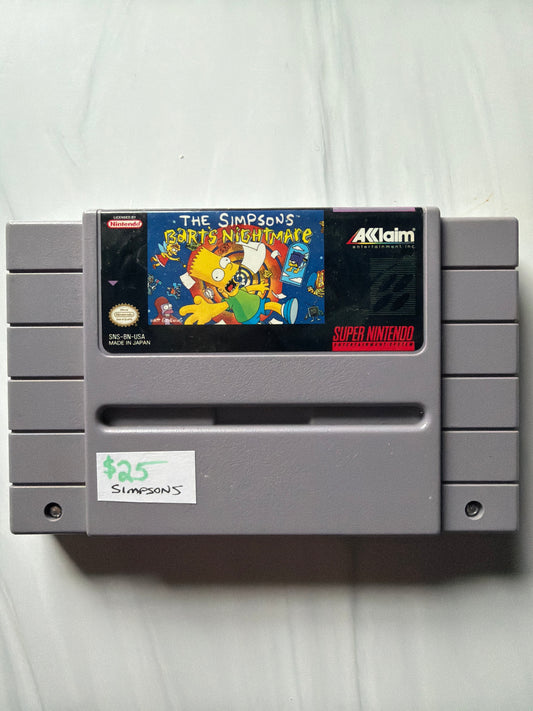 LICENSED BY
Nintendo
THE SIMPSONS
BART'S NIGHTMARE
AKklaim
entertainment, inc.
SNS-BN-USA
MADE IN JAPAN
SUPER NINTENDO
ENTERTAINMENT SYSTEM
$25
SIMPSONS